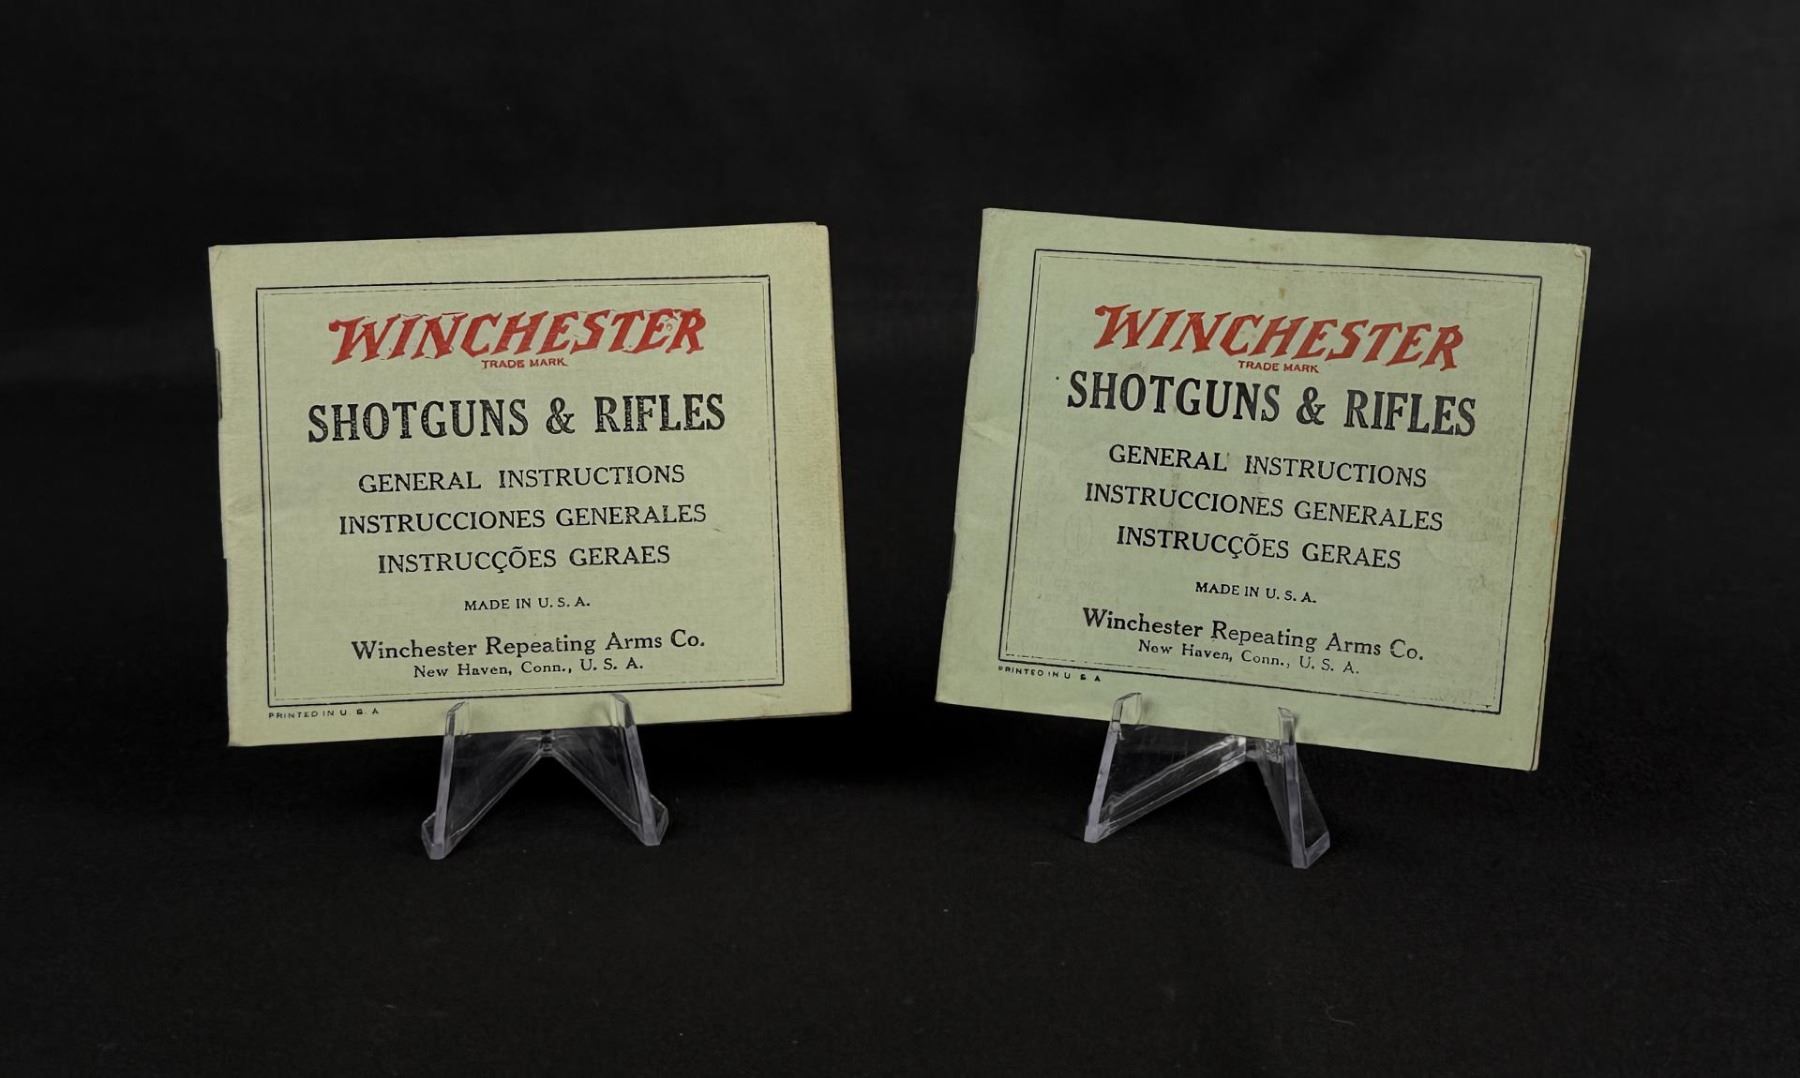 WINCHESTER
TRADE MARK
SHOTGUNS & RIFLES
GENERAL INSTRUCTIONS
INSTRUCCIONES GENERALES
INSTRUCÇÕES GERAES
MADE IN U. S. A.
Winchester Repeating Arms Co.
New Haven, Conn., U. S. A.
PRINTED IN U. S. A
WINCHESTER
TRADE MARK
SHOTGUNS & RIFLES
GENERAL INSTRUCTIONS
INSTRUCCIONES GENERALES
INSTRUCÇÕES GERAES
MADE IN U. S. A.
Winchester Repeating Arms Co.
New Haven, Conn., U. S. A.
PRINTED IN U S A